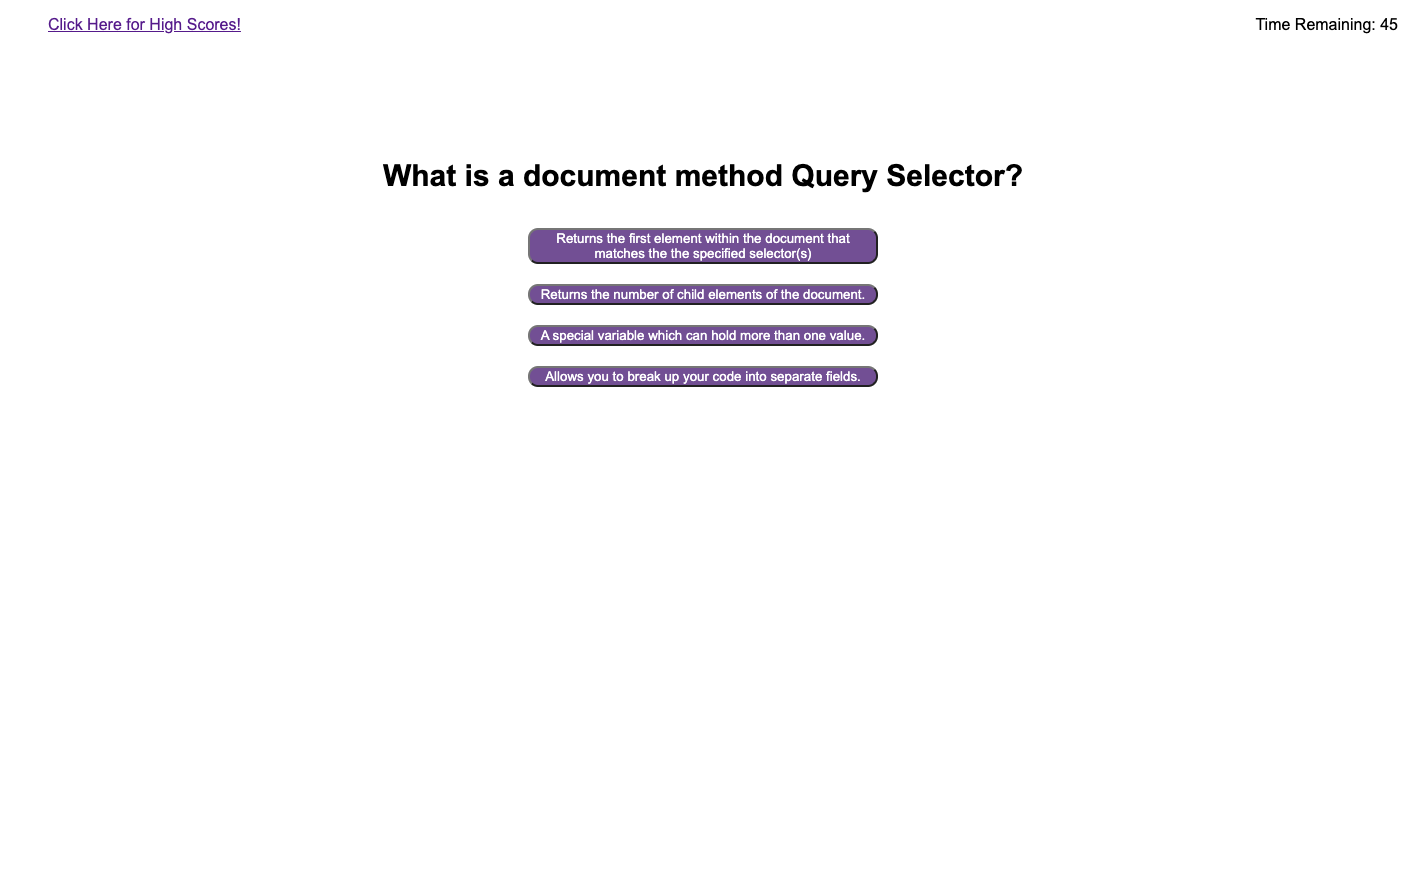 Click Here for High Scores!
Time Remaining: 45
What is a document method Query Selector?
Returns the first element within the document that
matches the the specified selector(s)
Returns the number of child elements of the document.
A special variable which can hold more than one value.
Allows you to break up your code into separate fields.